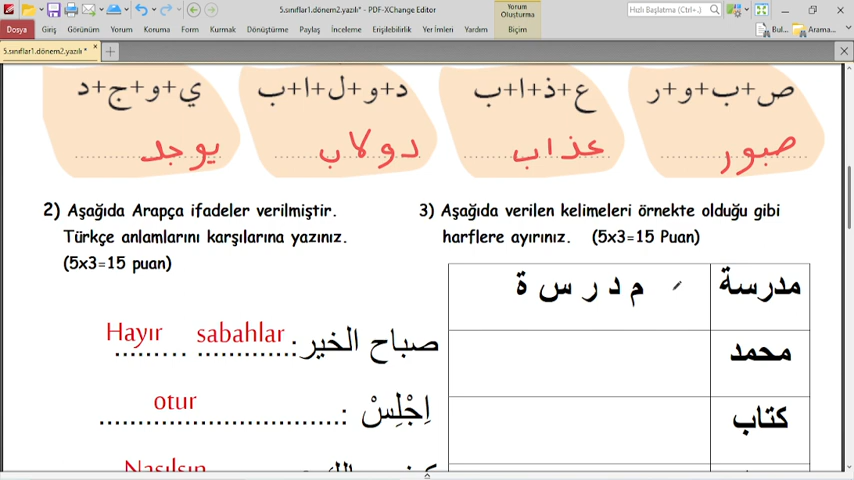 Yorum
Oluşturma
5.sınıflar1.dönem2.yazılı * - PDF-XChange Editor
Hızlı Başlatma (Ctrl+.)
Dosya Giriş Görünüm Yorum Form Kurmak Dönüştürme Paylaş İnceleme Erişilebilirlik Yer İmleri Yardım Biçim
Bul... Arama...
5.sınıflar1.dönem2.yazılı *
ص+ب+و+ر
ع+ذ+ا+ب
د+و+ل+ا+ب
ي+و+ج+د
صبور
عذاب
دولاب
يوجد
2) Aşağıda Arapça ifadeler verilmiştir.
Türkçe anlamlarını karşılarına yazınız.
(5x3=15 puan)
صباح الخير: Hayır sabahlar
اِجْلِسْ : otur
Nasılsın
3) Aşağıda verilen kelimeleri örnekte olduğu gibi
harflere ayırınız. (5x3=15 Puan)
مدرسة م د ر س ة
محمد
كتاب